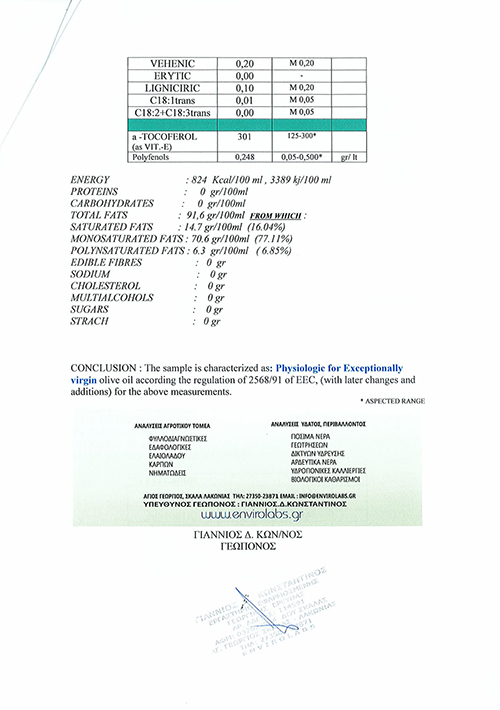 VEHENIC 0,20 M 0,20
ERYTIC 0,00 -
LIGNICIRIC 0,10 M 0,20
C18:1trans 0,01 M 0,05
C18:2+C18:3trans 0,00 M 0,05
a -TOCOFEROL 301 125-300*
(as VIT.-E)
Polyfenols 0,248 0,05-0,500* gr/ lt
ENERGY : 824 Kcal/100 ml , 3389 kj/100 ml
PROTEINS : 0 gr/100ml
CARBOHYDRATES : 0 gr/100ml
TOTAL FATS : 91,6 gr/100ml FROM WHICH :
SATURATED FATS : 14.7 gr/100ml (16.04%)
MONOSATURATED FATS : 70.6 gr/100ml (77.11%)
POLYNSATURATED FATS : 6.3 gr/100ml ( 6.85%)
EDIBLE FIBRES : 0 gr
SODIUM : 0 gr
CHOLESTEROL : 0 gr
MULTIALCOHOLS : 0 gr
SUGARS : 0 gr
STRACH : 0 gr
CONCLUSION : The sample is characterized as: Physiologic for Exceptionally
virgin olive oil according the regulation of 2568/91 of EEC, (with later changes and
additions) for the above measurements.
* ASPECTED RANGE
ΑΝΑΛΥΣΕΙΣ ΑΓΡΟΤΙΚΟΥ ΤΟΜΕΑ
ΦΥΛΛΟΔΙΑΓΝΩΣΤΙΚΕΣ
ΕΔΑΦΟΛΟΓΙΚΕΣ
ΕΛΑΙΟΛΑΔΟΥ
ΚΑΡΠΩΝ
ΝΗΜΑΤΩΔΕΙΣ
ΑΝΑΛΥΣΕΙΣ ΥΔΑΤΟΣ, ΠΕΡΙΒΑΛΛΟΝΤΟΣ
ΠΟΣΙΜΑ ΝΕΡΑ
ΓΕΩΤΡΗΣΕΩΝ
ΔΙΚΤΥΩΝ ΥΔΡΕΥΣΗΣ
ΑΡΔΕΥΤΙΚΑ ΝΕΡΑ
ΥΔΡΟΠΟΝΙΚΕΣ ΚΑΛΛΙΕΡΓΙΕΣ
ΒΙΟΛΟΓΙΚΟΙ ΚΑΘΑΡΙΣΜΟΙ
ΑΓΙΟΣ ΓΕΩΡΓΙΟΣ, ΣΚΑΛΑ ΛΑΚΩΝΙΑΣ ΤΗΛ: 27350-23871 EMAIL : INFO@ENVIROLABS.GR
ΥΠΕΥΘΥΝΟΣ ΓΕΩΠΟΝΟΣ : ΓΙΑΝΝΙΟΣ.Δ.ΚΩΝΣΤΑΝΤΙΝΟΣ
www.envirolabs.gr
ΓΙΑΝΝΙΟΣ Δ. ΚΩΝ/ΝΟΣ
ΓΕΩΠΟΝΟΣ
ΓΙΑΝΝΙΟΣ ΚΩΝΣΤΑΝΤΙΝΟΣ
ENVIROLABS